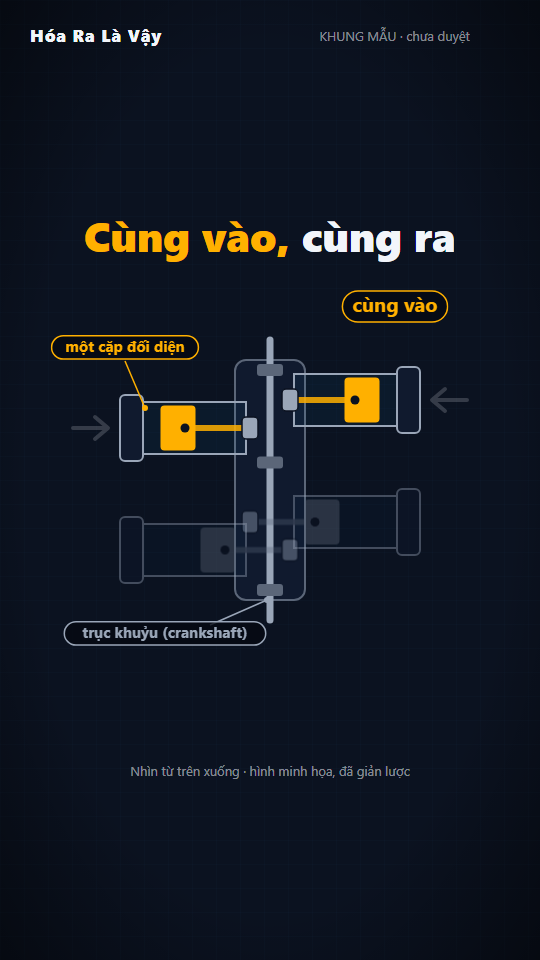 Hóa Ra Là Vậy
KHUNG MẪU · chưa duyệt
Cùng vào, cùng ra
cùng vào
một cặp đối diện
trục khuỷu (crankshaft)
Nhìn từ trên xuống · hình minh họa, đã giản lược